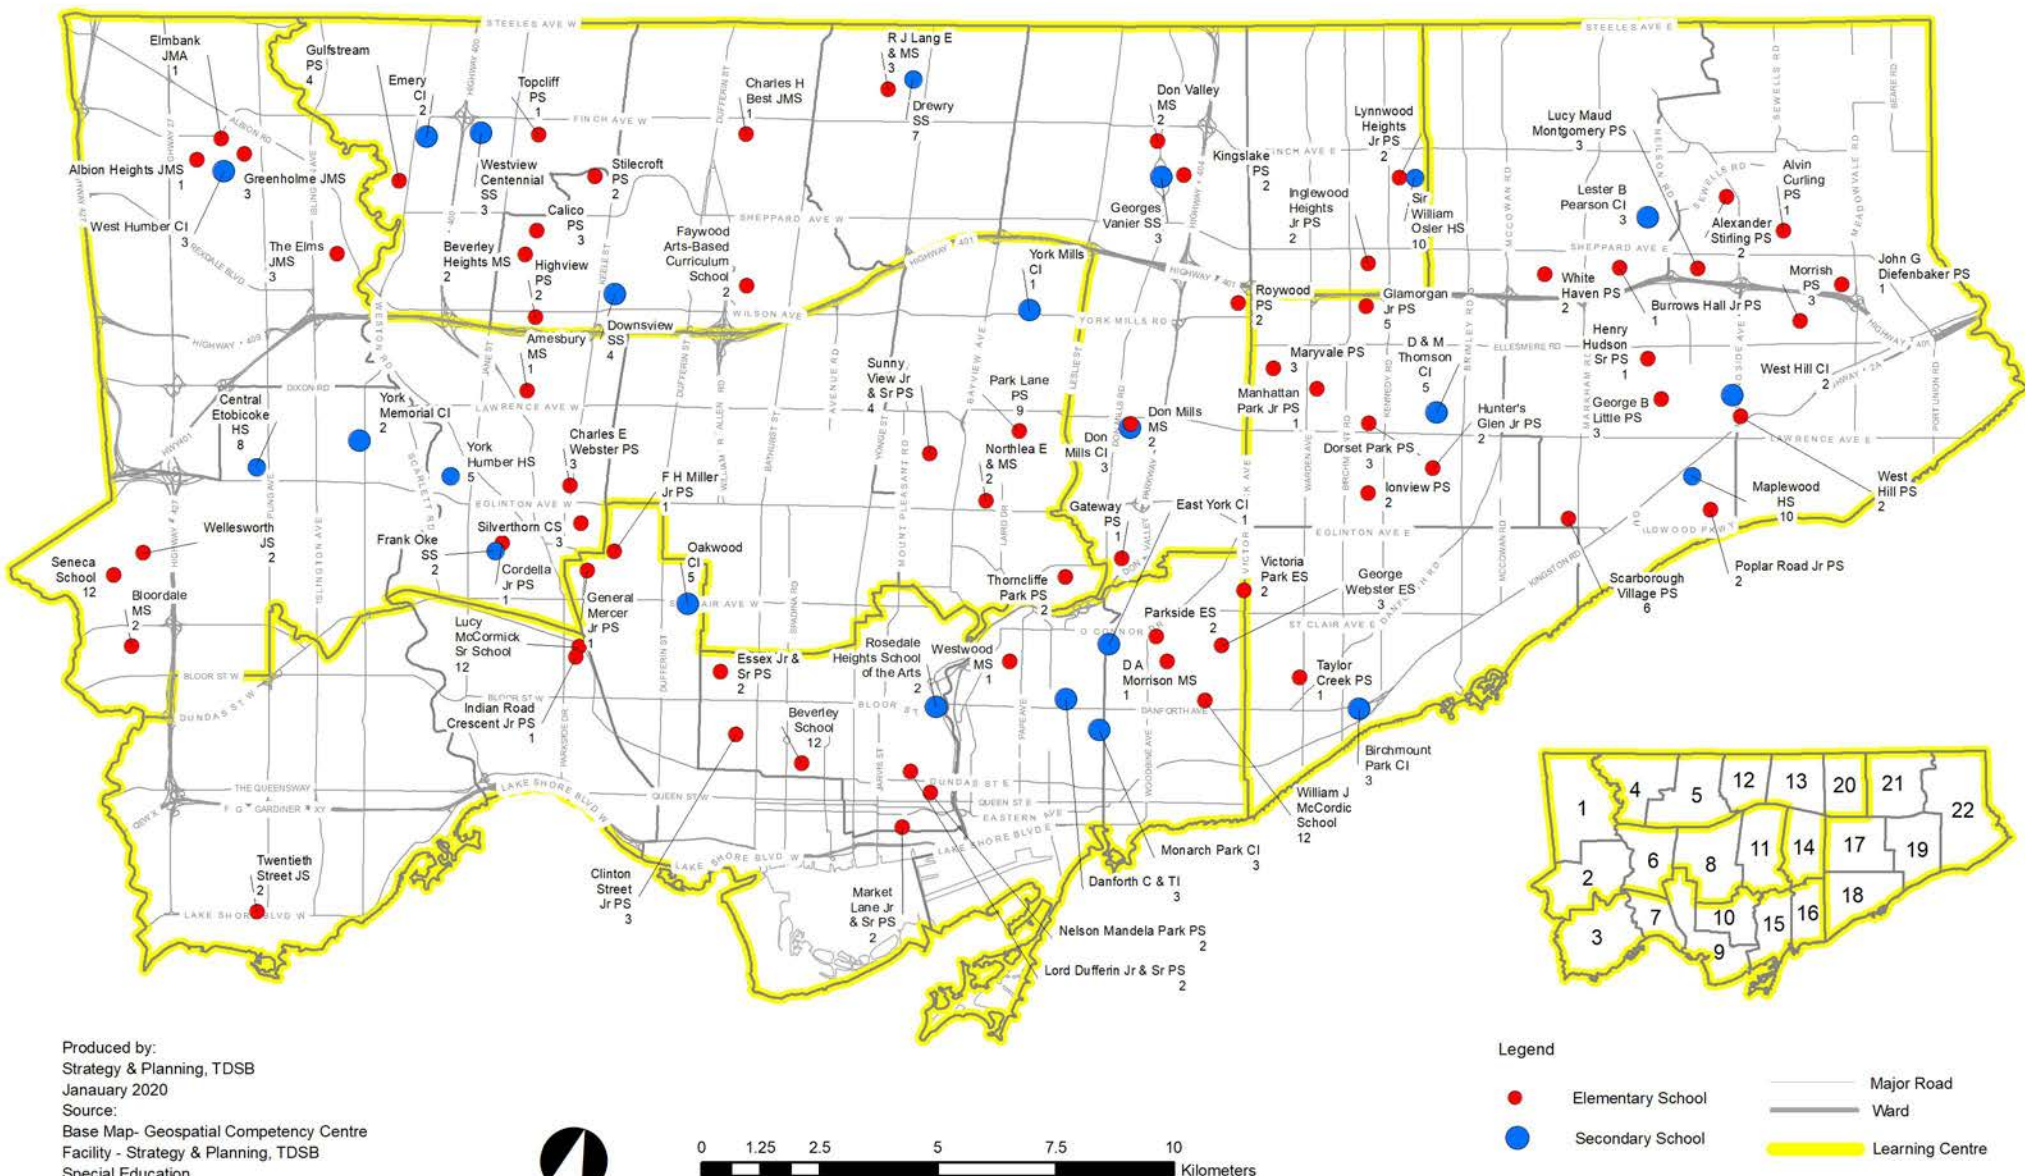 STEELES AVE W
STEELES AVE E
Elmbank
JMA
1
Gulfstream
PS
4
Emery
CI
2
Topcliff
PS
1
Charles H
Best JMS
1
R J Lang E
& MS
3
Drewry
SS
7
Don Valley
MS
2
Lynnwood
Heights
Jr PS
2
Lucy Maud
Montgomery PS
3
Alvin
Curling
PS
1
Albion Heights JMS
1
Greenholme JMS
3
West Humber CI
3
The Elms
JMS
3
Westview
Centennial
SS
3
Stilecroft
PS
2
Calico
PS
3
Beverley
Heights MS
2
Highview
PS
2
Faywood
Arts-Based
Curriculum
School
2
Georges
Vanier SS
3
Kingslake
PS
2
Inglewood
Heights
Jr PS
2
Sir
William
Osler HS
10
Lester B
Pearson CI
3
Alexander
Stirling PS
2
York Mills
CI
1
Roywood
PS
2
Glamorgan
Jr PS
5
White
Haven PS
2
Burrows Hall Jr PS
1
Morrish
PS
3
John G
Diefenbaker PS
1
Downsview
SS
4
Amesbury
MS
1
Sunny
View Jr
& Sr PS
4
Park Lane
PS
9
Maryvale PS
3
Manhattan
Park Jr PS
1
D & M
Thomson
CI
5
Henry
Hudson
Sr PS
1
West Hill CI
2
George B
Little PS
3
Central
Etobicoke
HS
8
York
Memorial CI
2
York
Humber HS
5
Charles E
Webster PS
3
F H Miller
Jr PS
1
Northlea E
& MS
2
Don
Mills CI
3
Don Mills
MS
2
Dorset Park PS
3
Hunter's
Glen Jr PS
2
Ionview PS
2
Maplewood
HS
10
West
Hill PS
2
Wellesworth
JS
2
Seneca
School
12
Bloordale
MS
2
Frank Oke
SS
2
Silverthorn CS
3
Cordella
Jr PS
1
General
Mercer
Jr PS
1
Oakwood
CI
5
Gateway
PS
1
East York CI
1
Thorncliffe
Park PS
2
Victoria
Park ES
2
George
Webster ES
3
Scarborough
Village PS
6
Poplar Road Jr PS
2
Lucy
McCormick
Sr School
12
Indian Road
Crescent Jr PS
1
Essex Jr &
Sr PS
2
Rosedale
Heights School
of the Arts
2
Westwood
MS
1
Parkside ES
2
D A
Morrison MS
1
Taylor
Creek PS
1
Beverley
School
12
Birchmount
Park CI
3
Twentieth
Street JS
2
Clinton
Street
Jr PS
3
Market
Lane Jr
& Sr PS
2
William J
McCordic
School
12
Monarch Park CI
3
Danforth C & TI
3
Nelson Mandela Park PS
2
Lord Dufferin Jr & Sr PS
2
HIGHWAY 27
ALBION RD
REXDALE BLVD
HIGHWAY 400
FINCH AVE W
DUFFERIN ST
SHEPPARD AVE W
HIGHWAY 401
WILSON AVE
YORK MILLS RD
SHEPPARD AVE E
ELLESMERE RD
HIGHWAY 409
DIXON RD
LAWRENCE AVE W
LAWRENCE AVE E
EGLINTON AVE W
EGLINTON AVE E
ST CLAIR AVE E
BLOOR ST W
DUNDAS ST W
DANFORTH AVE
KINGSTON RD
THE QUEENSWAY
LAKE SHORE BLVD W
QUEEN ST W
DUNDAS ST E
QUEEN ST E
EASTERN AVE
LAKE SHORE BLVD E
1
2
3
4
5
6
7
8
9
10
11
12
13
14
15
16
17
18
19
20
21
22
Produced by:
Strategy & Planning, TDSB
Janauary 2020
Source:
Base Map- Geospatial Competency Centre
Facility - Strategy & Planning, TDSB
Special Education
0 1.25 2.5 5 7.5 10
Kilometers
Legend
Elementary School
Secondary School
Major Road
Ward
Learning Centre